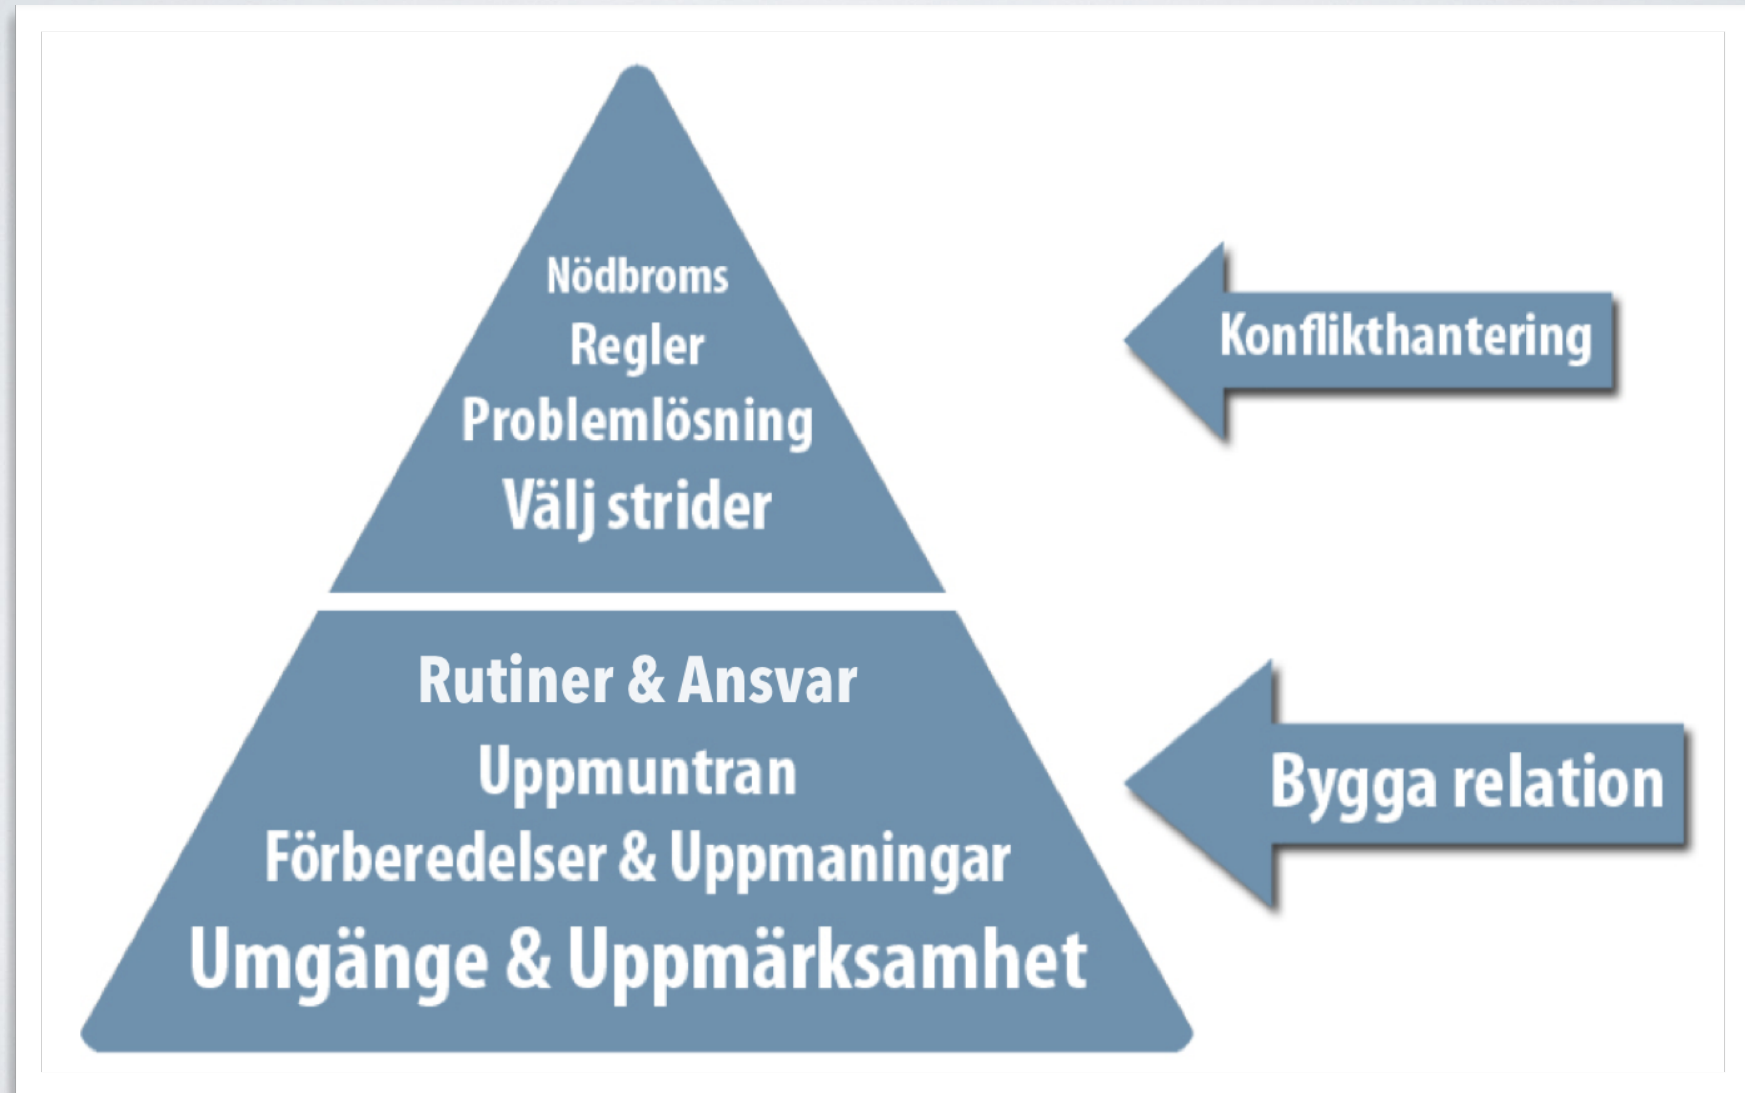 Nödbroms
Regler
Problemlösning
Välj strider
Konflikthantering
Rutiner & Ansvar
Uppmuntran
Förberedelser & Uppmaningar
Umgänge & Uppmärksamhet
Bygga relation